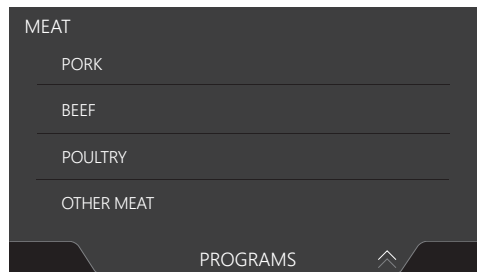 MEAT
PORK
BEEF
POULTRY
OTHER MEAT
PROGRAMS